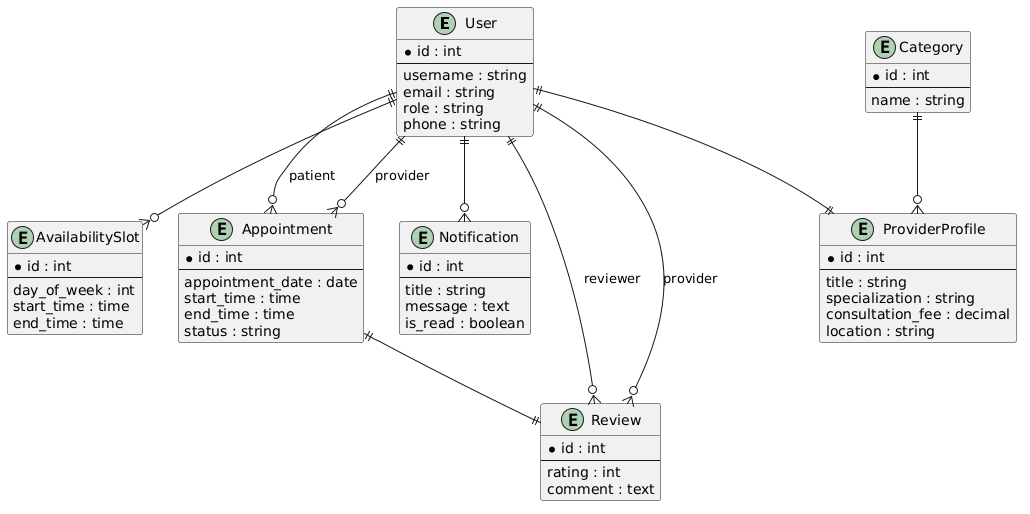 E User
* id : int
username : string
email : string
role : string
phone : string
E Category
* id : int
name : string
patient
provider
E AvailabilitySlot
* id : int
day_of_week : int
start_time : time
end_time : time
E Appointment
* id : int
appointment_date : date
start_time : time
end_time : time
status : string
E Notification
* id : int
title : string
message : text
is_read : boolean
reviewer
provider
E ProviderProfile
* id : int
title : string
specialization : string
consultation_fee : decimal
location : string
E Review
* id : int
rating : int
comment : text